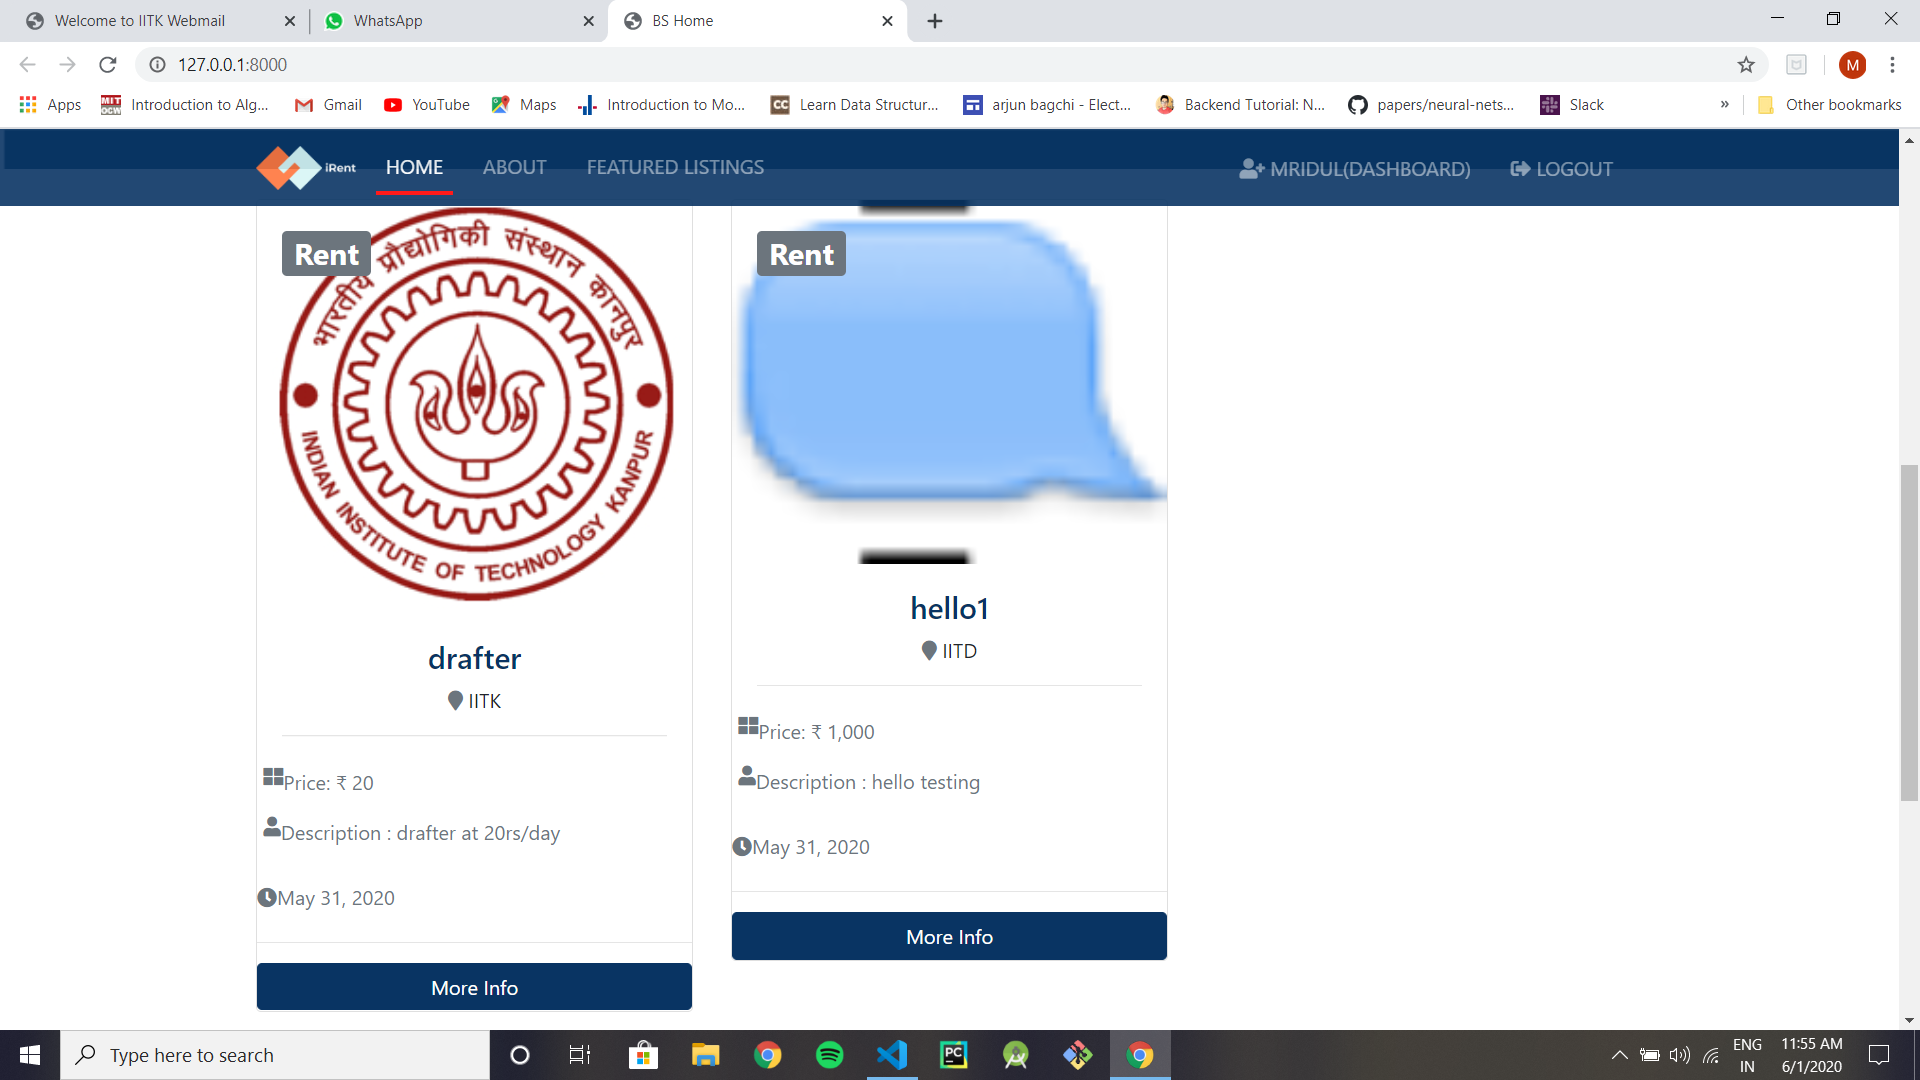 Welcome to IITK Webmail
WhatsApp
BS Home
127.0.0.1:8000
M
Apps
MIT
OCW
Introduction to Alg...
Gmail
YouTube
Maps
Introduction to Mo...
CC
Learn Data Structur...
arjun bagchi - Elect...
Backend Tutorial: N...
papers/neural-nets...
Slack
»
Other bookmarks
iRent
HOME
ABOUT
FEATURED LISTINGS
MRIDUL(DASHBOARD)
LOGOUT
Rent
भारतीय प्रौद्योगिकी संस्थान कानपुर
INDIAN INSTITUTE OF TECHNOLOGY KANPUR
drafter
IITK
Price: ₹ 20
Description : drafter at 20rs/day
May 31, 2020
More Info
Rent
hello1
IITD
Price: ₹ 1,000
Description : hello testing
May 31, 2020
More Info
Type here to search
PC
ENG
IN
11:55 AM
6/1/2020